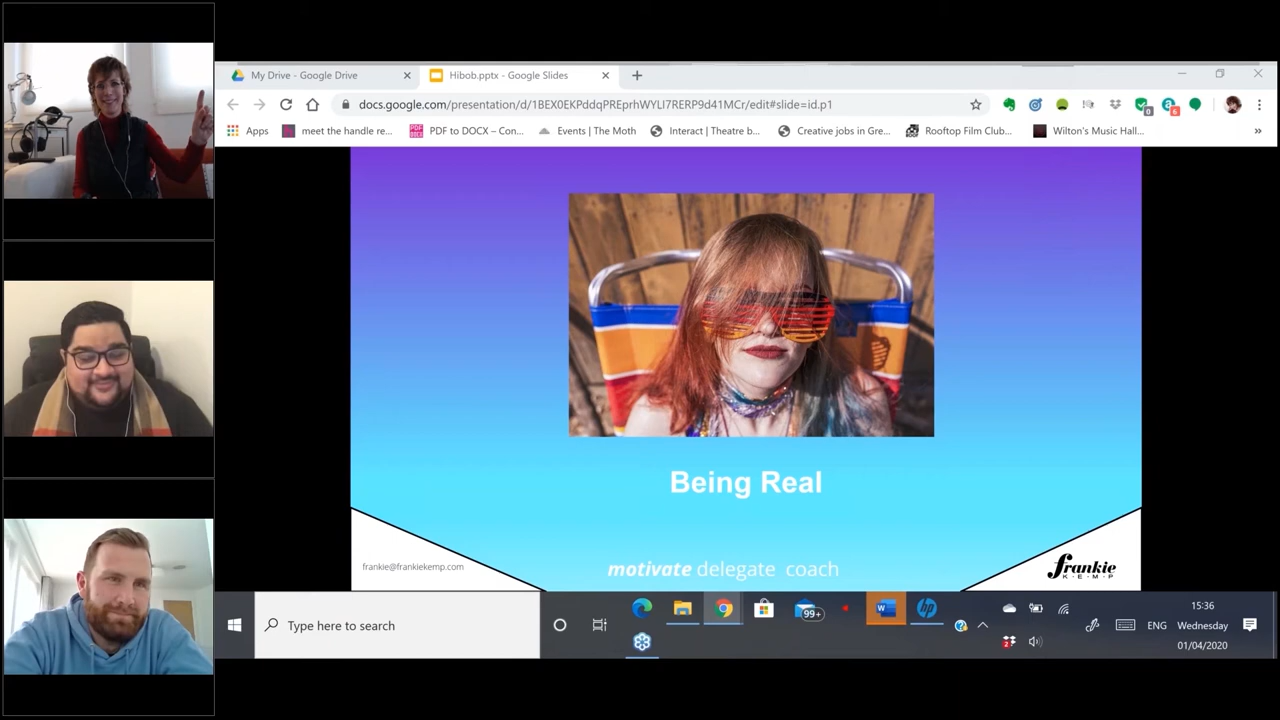 My Drive - Google Drive
Hibob.pptx - Google Slides
docs.google.com/presentation/d/1BEX0EKPddqPREprhWYLI7RERP9d41MCr/edit#slide=id.p1
0
6
Apps
meet the handle re...
PDF to DOCX – Con...
Events | The Moth
Interact | Theatre b...
Creative jobs in Gre...
Rooftop Film Club...
Wilton's Music Hall...
»
Being Real
frankie@frankiekemp.com
motivate delegate coach
frankie
KEMP
Type here to search
99+
2
ENG
15:36
Wednesday
01/04/2020